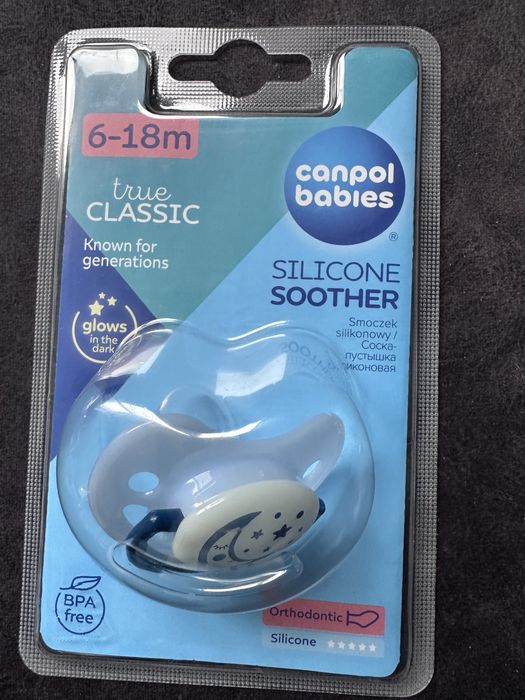 6-18m
canpol
babies
®
true
CLASSIC
Known for
generations
SILICONE
SOOTHER
Smoczek
silikonowy /
Соска-
пустышка
иконовая
glows
in the
dark
BPA
free
Orthodontic
Silicone